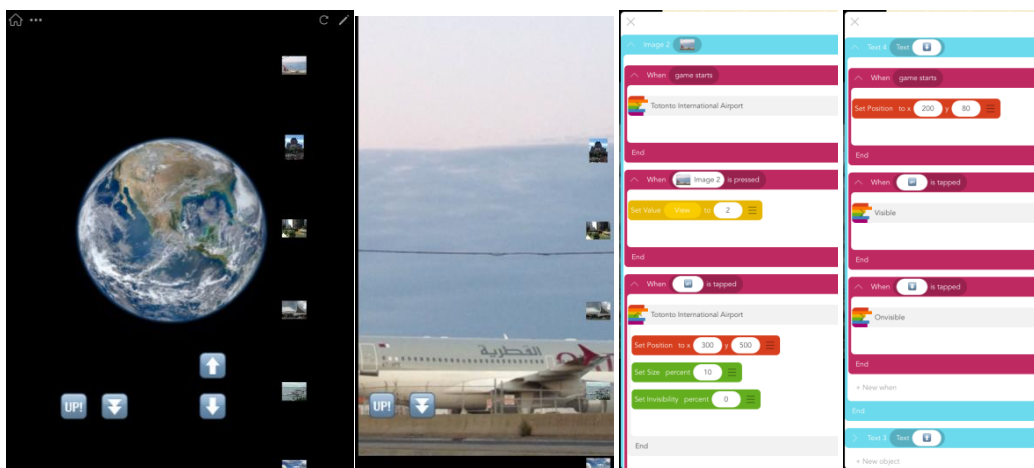 UP!
UP!
القطرية
Image 2
When game starts
Totonto International Airport
End
When Image 2 is pressed
Set Value View to 2
End
When is tapped
Totonto International Airport
Set Position to x 300 y 500
Set Size percent 10
Set Invisibility percent 0
End
Text 4 Text
When game starts
Set Position to x 200 y 80
End
When is tapped
Visible
End
When is tapped
Onvisible
End
+ New when
End
Text 3 Text
+ New object